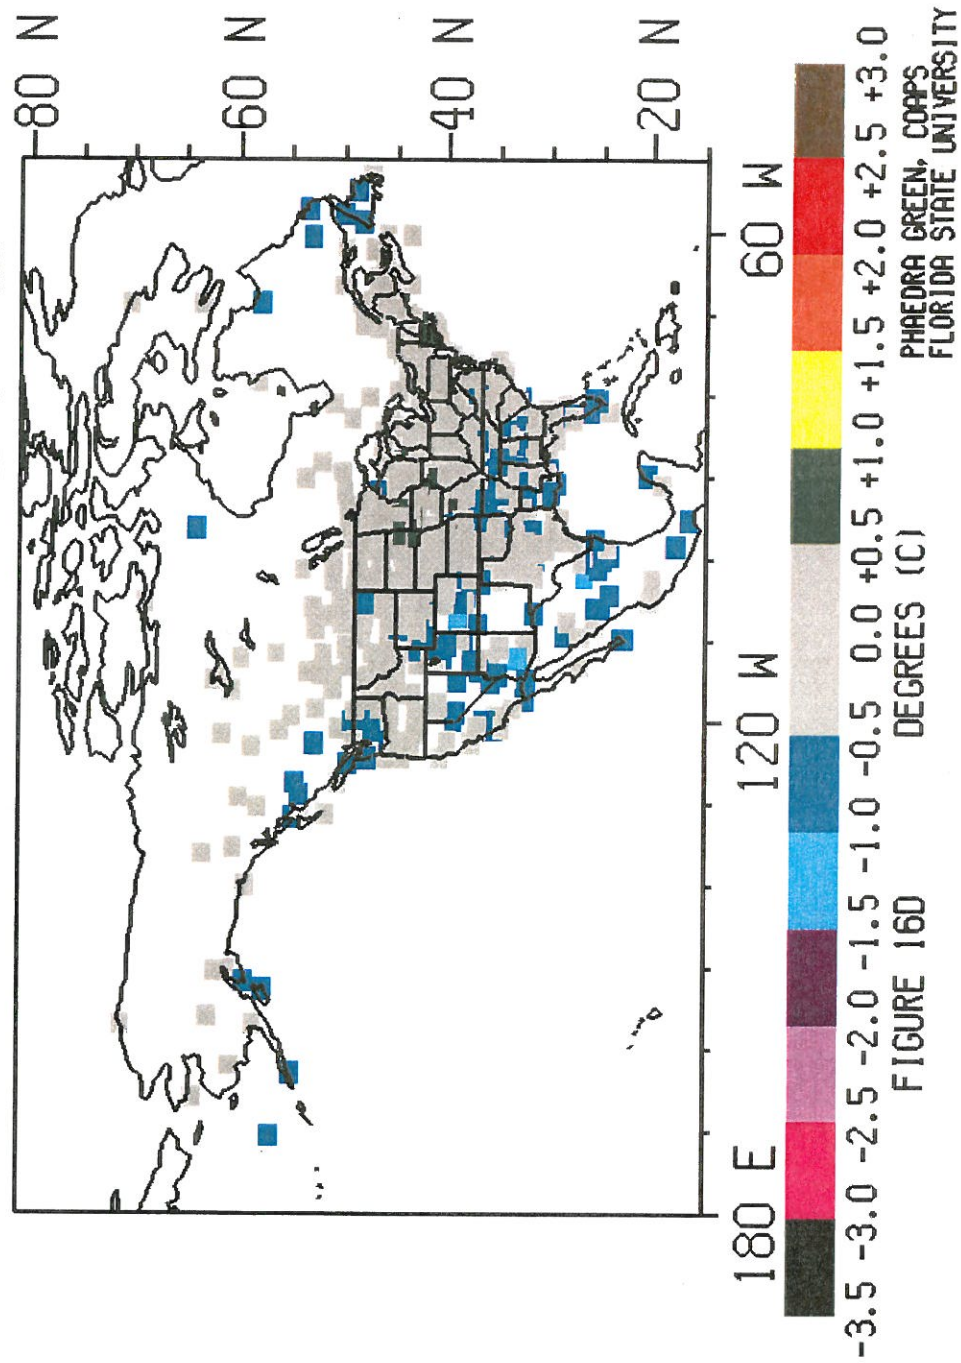 80 N
60 N
40 N
20 N
180 E
120 W
60 W
-3.5 -3.0 -2.5 -2.0 -1.5 -1.0 -0.5 0.0 +0.5 +1.0 +1.5 +2.0 +2.5 +3.0
FIGURE 16D
DEGREES (C)
PHAEDRA GREEN, COAPS
FLORIDA STATE UNIVERSITY